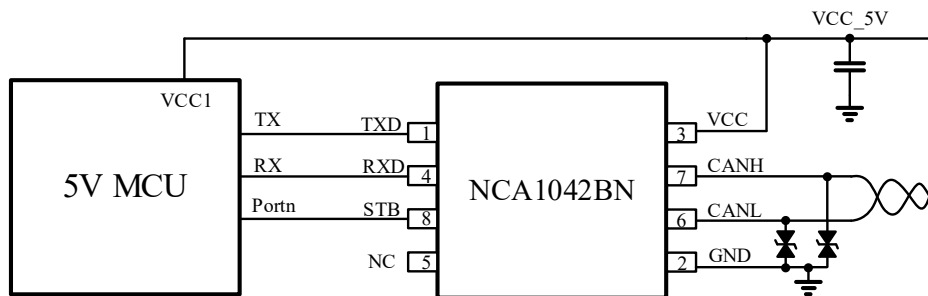 VCC_5V
VCC1
TX TXD 1
3 VCC
RX RXD 4
7 CANH
5V MCU
NCA1042BN
Portn STB 8
6 CANL
NC 5
2 GND